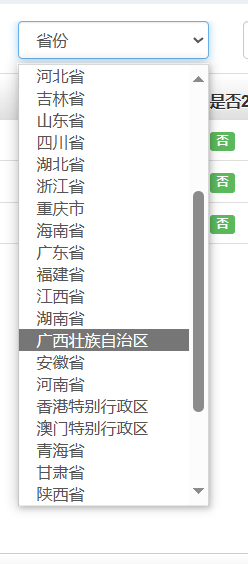 省份
河北省
吉林省
山东省
四川省
湖北省
浙江省
重庆市
海南省
广东省
福建省
江西省
湖南省
广西壮族自治区
安徽省
河南省
香港特别行政区
澳门特别行政区
青海省
甘肃省
陕西省
是否2
否
否
否